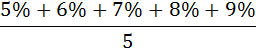 5% + 6% + 7% + 8% + 9%
5